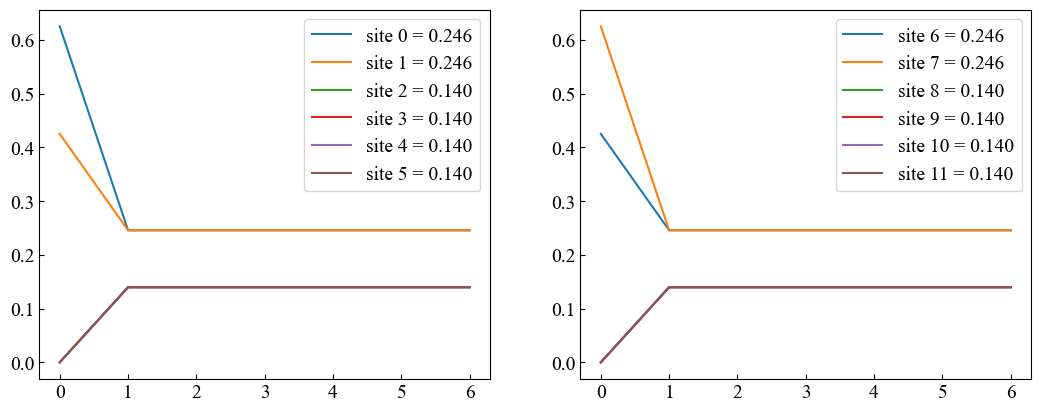 0.6
0.5
0.4
0.3
0.2
0.1
0.0
0 1 2 3 4 5 6
site 0 = 0.246
site 1 = 0.246
site 2 = 0.140
site 3 = 0.140
site 4 = 0.140
site 5 = 0.140
0.6
0.5
0.4
0.3
0.2
0.1
0.0
0 1 2 3 4 5 6
site 6 = 0.246
site 7 = 0.246
site 8 = 0.140
site 9 = 0.140
site 10 = 0.140
site 11 = 0.140